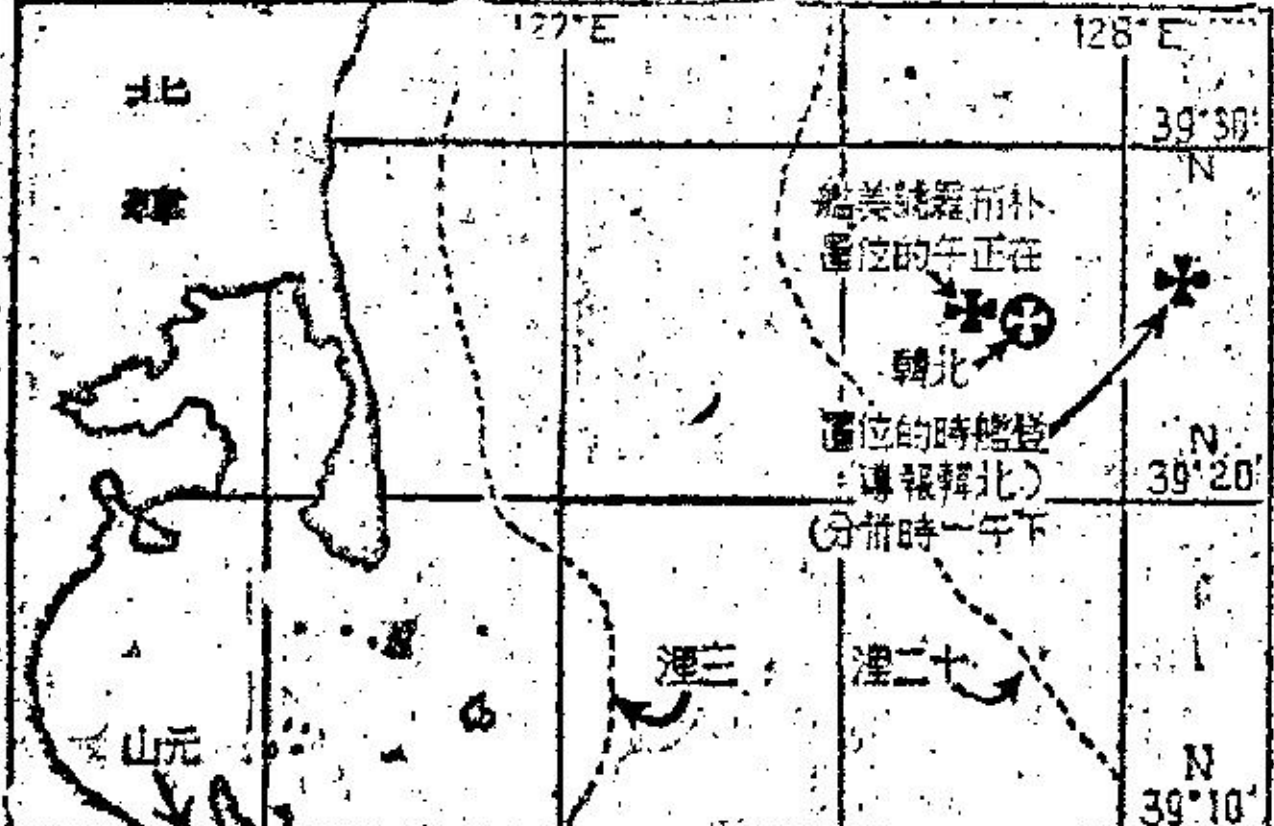 127°E
128°E
39°30'
N
北
韓
朴布羅號美艦
在正午的位置
北韓
登艦時的位置
(北韓報導:
下午一時卅分)
N
39°20'
三浬
十二浬
元山
N
39°10'